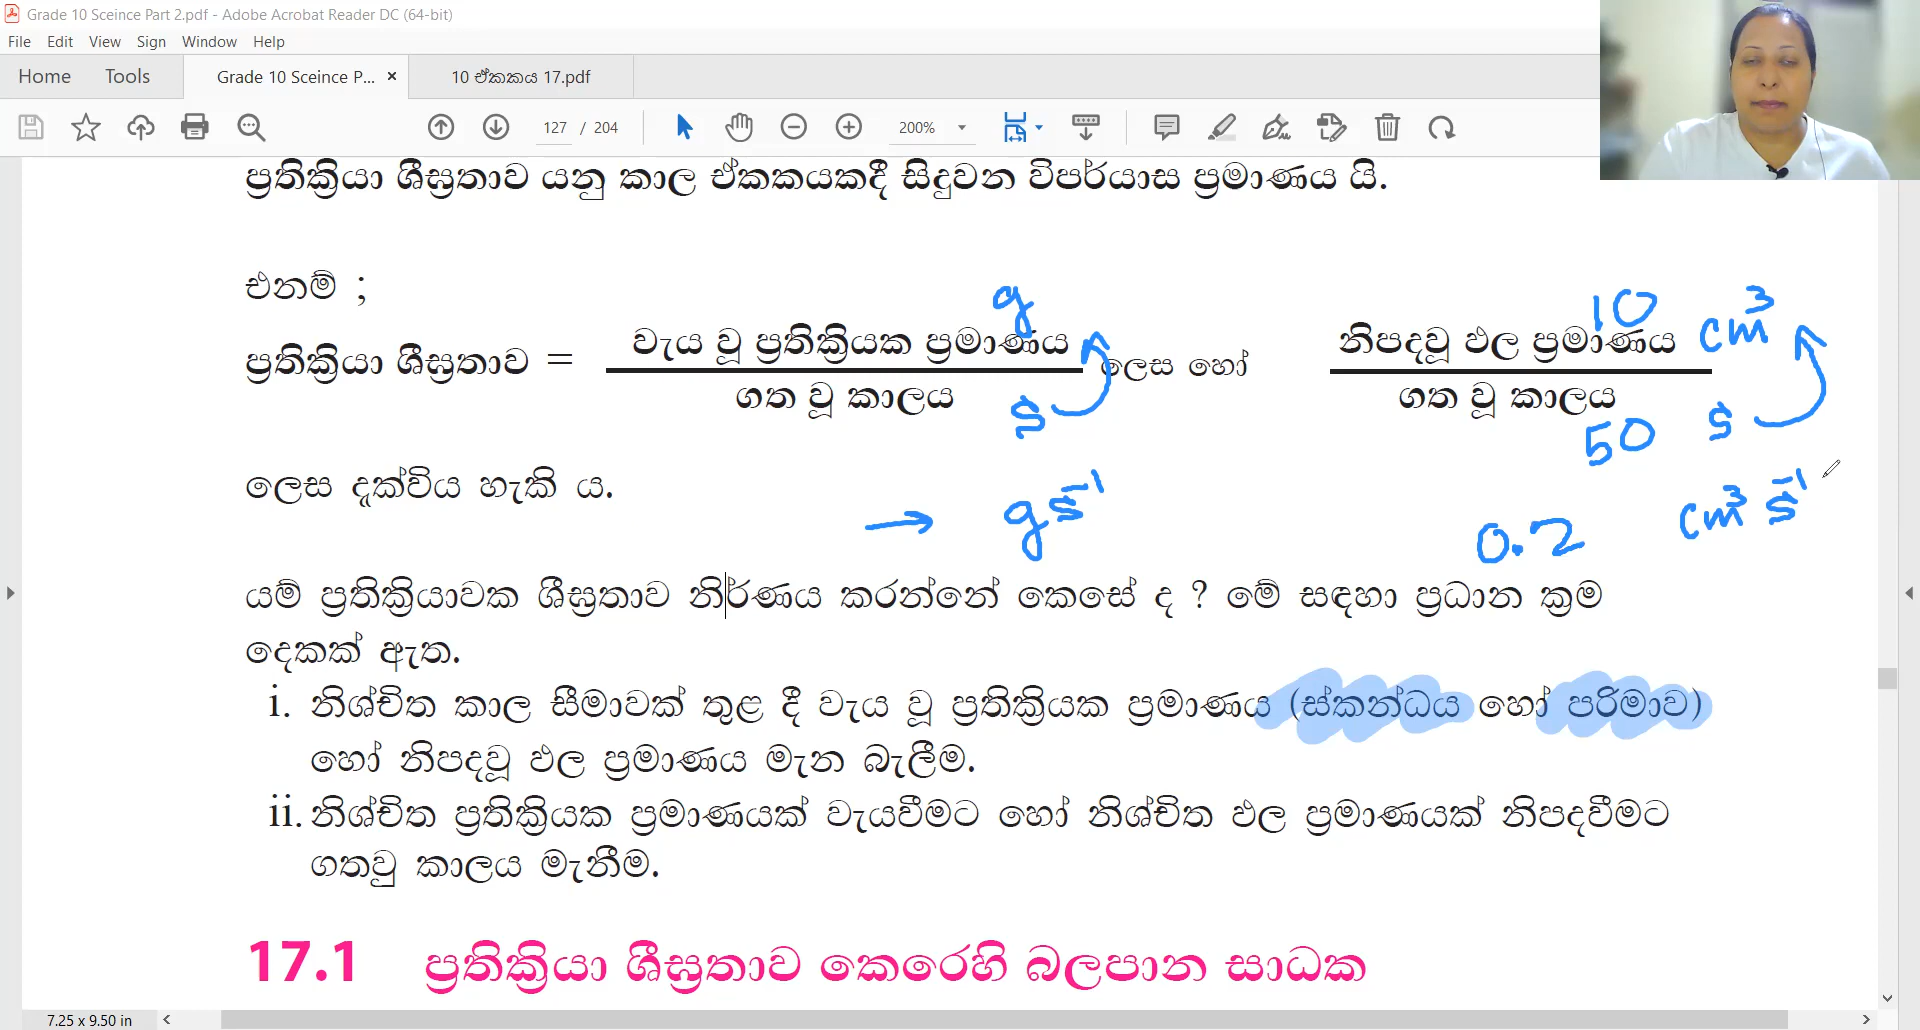 Grade 10 Sceince Part 2.pdf - Adobe Acrobat Reader DC (64-bit)
File Edit View Sign Window Help
Home Tools Grade 10 Sceince P... × 10 ඒකකය 17.pdf
127 / 204 200%
ප්‍රතික්‍රියා ශීඝ්‍රතාව යනු කාල ඒකකයකදී සිදුවන විපර්යාස ප්‍රමාණය යි.
එනම් ;
g 10 cm³
ප්‍රතික්‍රියා ශීඝ්‍රතාව = වැය වූ ප්‍රතික්‍රියක ප්‍රමාණය ලෙස හෝ නිපදවූ ඵල ප්‍රමාණය
ගත වූ කාලය ගත වූ කාලය
s 50 s
ලෙස දැක්විය හැකි ය.
→ gs⁻¹ 0.2 cm³ s⁻¹
යම් ප්‍රතික්‍රියාවක ශීඝ්‍රතාව නිර්ණය කරන්නේ කෙසේ ද ? මේ සඳහා ප්‍රධාන ක්‍රම
දෙකක් ඇත.
i. නිශ්චිත කාල සීමාවක් තුළ දී වැය වූ ප්‍රතික්‍රියක ප්‍රමාණය (ස්කන්ධය හෝ පරිමාව)
හෝ නිපදවූ ඵල ප්‍රමාණය මැන බැලීම.
ii. නිශ්චිත ප්‍රතික්‍රියක ප්‍රමාණයක් වැයවීමට හෝ නිශ්චිත ඵල ප්‍රමාණයක් නිපදවීමට
ගතවූ කාලය මැනීම.
17.1 ප්‍රතික්‍රියා ශීඝ්‍රතාව කෙරෙහි බලපාන සාධක
7.25 x 9.50 in